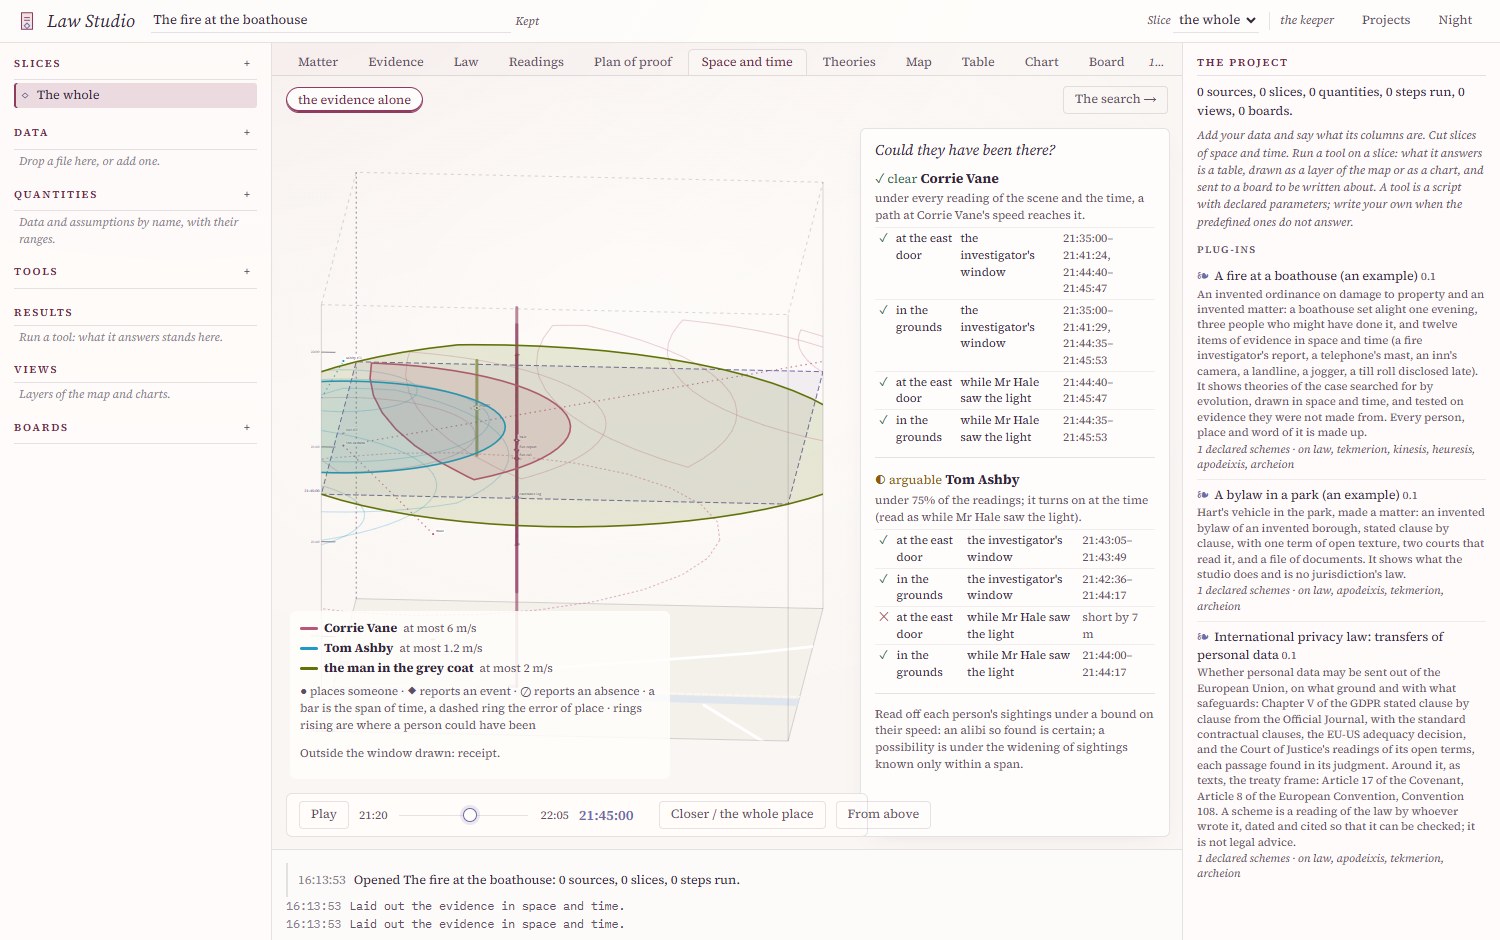 Law Studio
The fire at the boathouse
Kept
Slice the whole
the keeper
Projects
Night
SLICES +
The whole
DATA +
Drop a file here, or add one.
QUANTITIES +
Data and assumptions by name, with their
ranges.
TOOLS +
RESULTS
Run a tool: what it answers stands here.
VIEWS
Layers of the map and charts.
BOARDS +
Matter Evidence Law Readings Plan of proof Space and time Theories Map Table Chart Board 1...
the evidence alone
The search →
Corrie Vane at most 6 m/s
Tom Ashby at most 1.2 m/s
the man in the grey coat at most 2 m/s
● places someone · ◆ reports an event · ∅ reports an absence · a
bar is the span of time, a dashed ring the error of place · rings
rising are where a person could have been
Outside the window drawn: receipt.
Could they have been there?
✓ clear Corrie Vane
under every reading of the scene and the time, a
path at Corrie Vane's speed reaches it.
✓ at the east the 21:35:00–
door investigator's 21:41:24,
window 21:44:40–
21:45:47
✓ in the the 21:35:00–
grounds investigator's 21:41:29,
window 21:44:35–
21:45:53
✓ at the east while Mr Hale 21:44:40–
door saw the light 21:45:47
✓ in the while Mr Hale 21:44:35–
grounds saw the light 21:45:53
◐ arguable Tom Ashby
under 75% of the readings; it turns on at the time
(read as while Mr Hale saw the light).
✓ at the east the investigator's 21:43:05–
door window 21:43:49
✓ in the the investigator's 21:42:36–
grounds window 21:44:17
✕ at the east while Mr Hale saw short by 7
door the light m
✓ in the while Mr Hale saw 21:44:00–
grounds the light 21:44:17
Read off each person's sightings under a bound on
their speed: an alibi so found is certain; a
possibility is under the widening of sightings
known only within a span.
Play 21:20 22:05 21:45:00 Closer / the whole place From above
16:13:53 Opened The fire at the boathouse: 0 sources, 0 slices, 0 steps run.
16:13:53 Laid out the evidence in space and time.
16:13:53 Laid out the evidence in space and time.
THE PROJECT
0 sources, 0 slices, 0 quantities, 0 steps run, 0
views, 0 boards.
Add your data and say what its columns are. Cut slices
of space and time. Run a tool on a slice: what it answers
is a table, drawn as a layer of the map or as a chart, and
sent to a board to be written about. A tool is a script
with declared parameters; write your own when the
predefined ones do not answer.
PLUG-INS
A fire at a boathouse (an example) 0.1
An invented ordinance on damage to property and an
invented matter: a boathouse set alight one evening,
three people who might have done it, and twelve
items of evidence in space and time (a fire
investigator's report, a telephone's mast, an inn's
camera, a landline, a jogger, a till roll disclosed late).
It shows theories of the case searched for by
evolution, drawn in space and time, and tested on
evidence they were not made from. Every person,
place and word of it is made up.
1 declared schemes · on law, tekmerion, kinesis, heuresis,
apodeixis, archeion
A bylaw in a park (an example) 0.1
Hart's vehicle in the park, made a matter: an invented
bylaw of an invented borough, stated clause by
clause, with one term of open texture, two courts that
read it, and a file of documents. It shows what the
studio does and is no jurisdiction's law.
1 declared schemes · on law, apodeixis, tekmerion,
archeion
International privacy law: transfers of
personal data 0.1
Whether personal data may be sent out of the
European Union, on what ground and with what
safeguards: Chapter V of the GDPR stated clause by
clause from the Official Journal, with the standard
contractual clauses, the EU-US adequacy decision,
and the Court of Justice's readings of its open terms,
each passage found in its judgment. Around it, as
texts, the treaty frame: Article 17 of the Covenant,
Article 8 of the European Convention, Convention
108. A scheme is a reading of the law by whoever
wrote it, dated and cited so that it can be checked; it
is not legal advice.
1 declared schemes · on law, apodeixis, tekmerion,
archeion